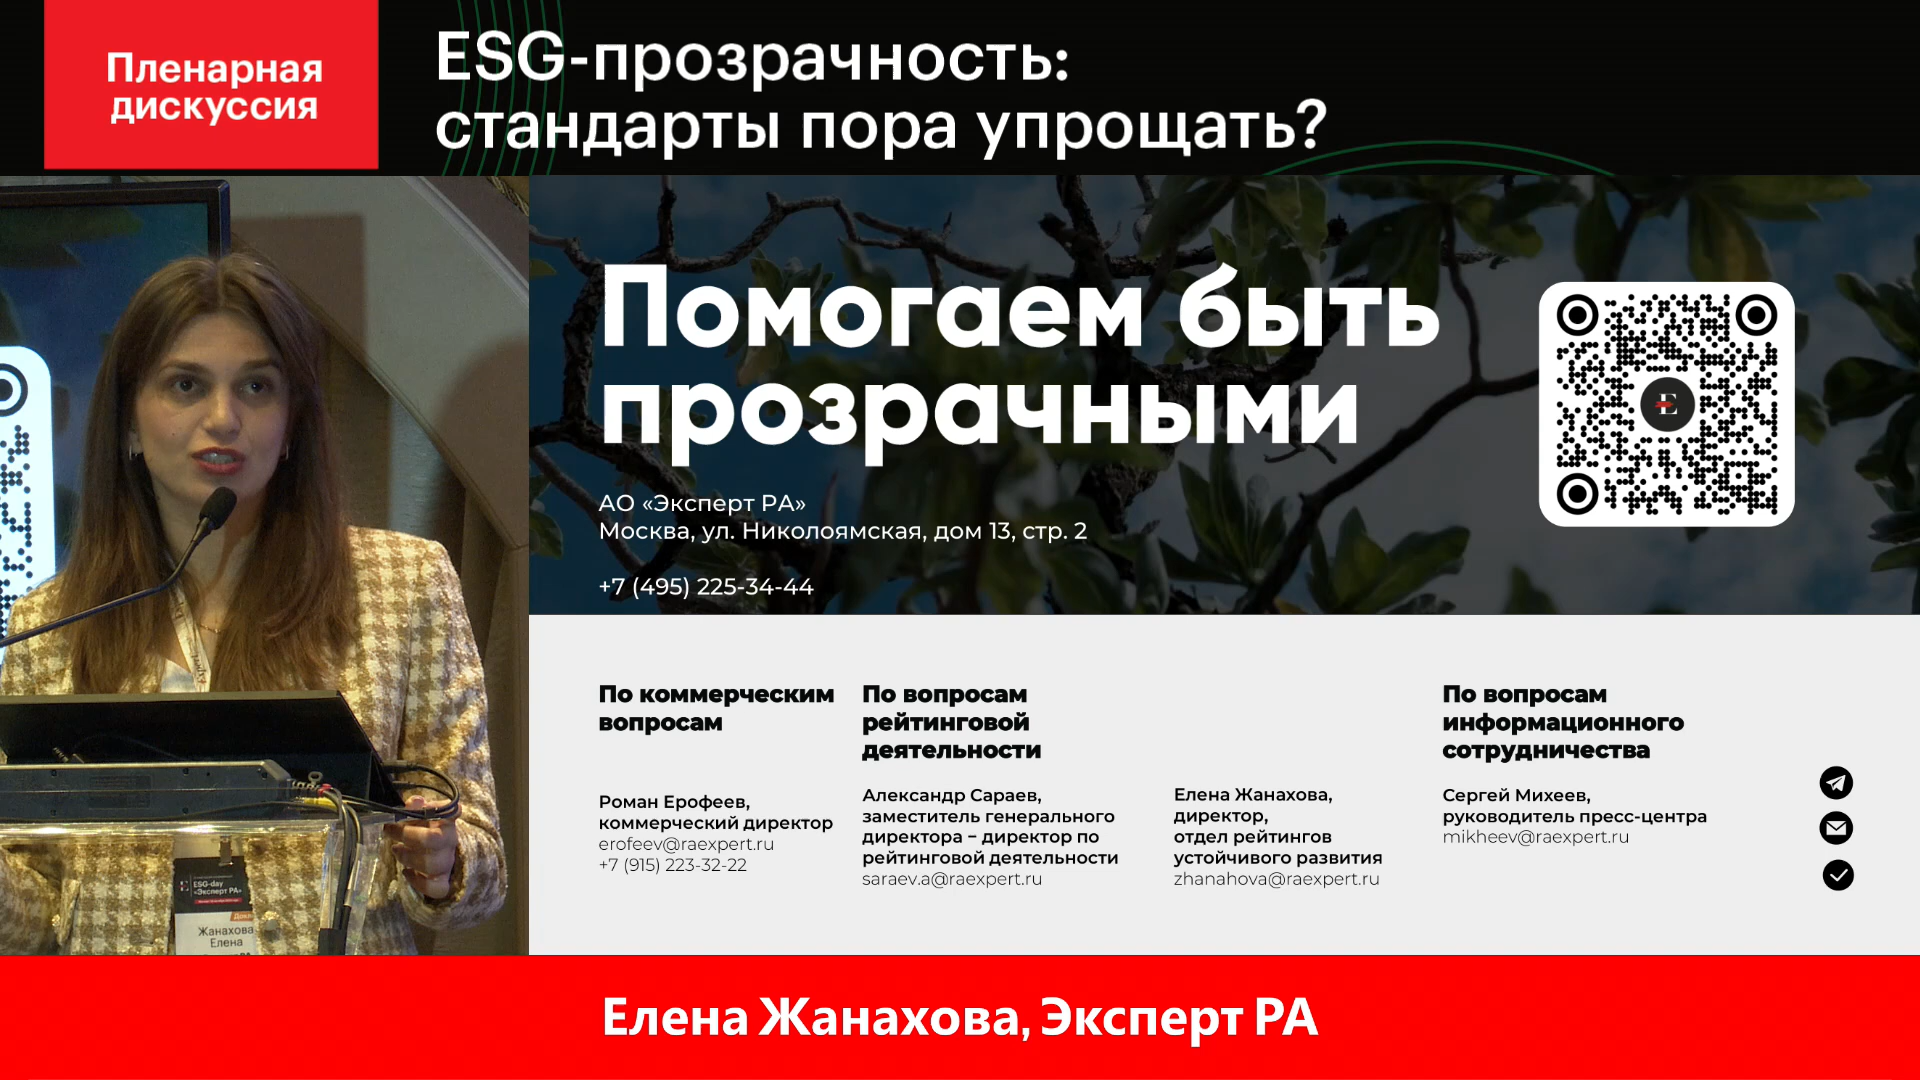 Пленарная
дискуссия
ESG-прозрачность:
стандарты пора упрощать?
Помогаем быть
прозрачными
АО «Эксперт РА»
Москва, ул. Николоямская, дом 13, стр. 2
+7 (495) 225-34-44
E
По коммерческим
вопросам
Роман Ерофеев,
коммерческий директор
erofeev@raexpert.ru
+7 (915) 223-32-22
По вопросам
рейтинговой
деятельности
Александр Сараев,
заместитель генерального
директора – директор по
рейтинговой деятельности
saraev.a@raexpert.ru
Елена Жанахова,
директор,
отдел рейтингов
устойчивого развития
zhanahova@raexpert.ru
По вопросам
информационного
сотрудничества
Сергей Михеев,
руководитель пресс-центра
mikheev@raexpert.ru
ESG-day
«Эксперт РА»
Жанахова
Елена
Елена Жанахова, Эксперт РА